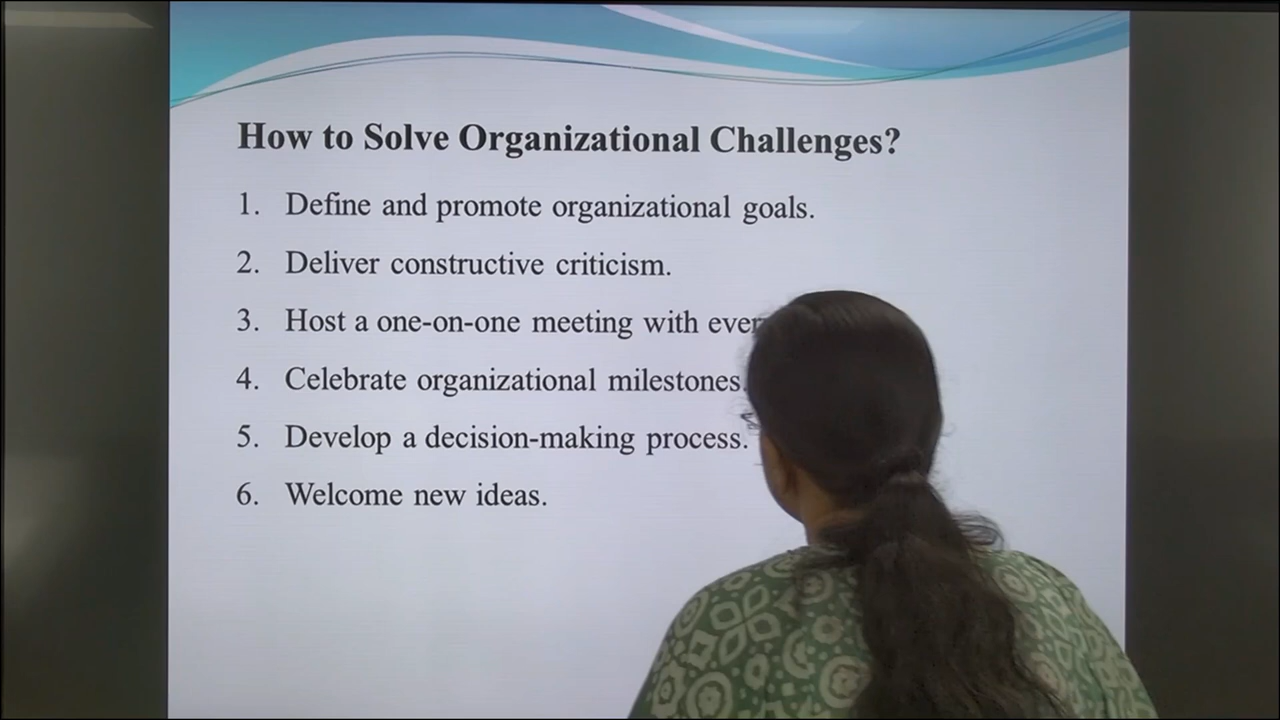 How to Solve Organizational Challenges?
1. Define and promote organizational goals.
2. Deliver constructive criticism.
3. Host a one-on-one meeting with
4. Celebrate organizational milestones.
5. Develop a decision-making process.
6. Welcome new ideas.